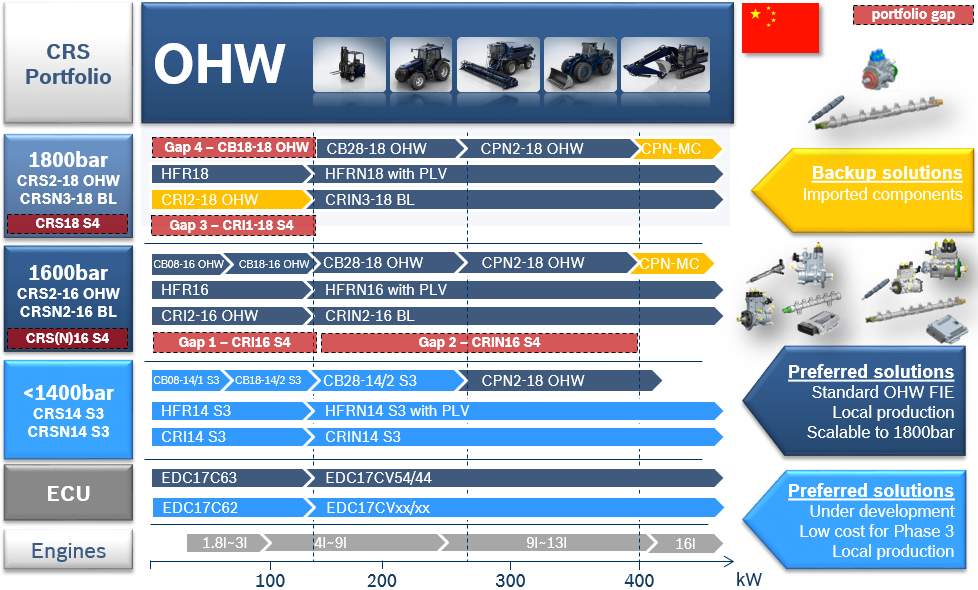 CRS
Portfolio
OHW
portfolio gap
1800bar
CRS2-18 OHW
CRSN3-18 BL
CRS18 S4
Gap 4 – CB18-18 OHW
CB28-18 OHW
CPN2-18 OHW
CPN-MC
HFR18
HFRN18 with PLV
CRI2-18 OHW
CRIN3-18 BL
Gap 3 – CRI1-18 S4
Backup solutions
Imported components
1600bar
CRS2-16 OHW
CRSN2-16 BL
CRS(N)16 S4
CB08-16 OHW
CB18-16 OHW
CB28-18 OHW
CPN2-18 OHW
CPN-MC
HFR16
HFRN16 with PLV
CRI2-16 OHW
CRIN2-16 BL
Gap 1 – CRI16 S4
Gap 2 – CRIN16 S4
<1400bar
CRS14 S3
CRSN14 S3
CB08-14/1 S3
CB18-14/2 S3
CB28-14/2 S3
CPN2-18 OHW
HFR14 S3
HFRN14 S3 with PLV
CRI14 S3
CRIN14 S3
Preferred solutions
Standard OHW FIE
Local production
Scalable to 1800bar
ECU
EDC17C63
EDC17CV54/44
EDC17C62
EDC17CVxx/xx
Preferred solutions
Under development
Low cost for Phase 3
Local production
Engines
1.8l~3l
4l~9l
9l~13l
16l
100
200
300
400
kW